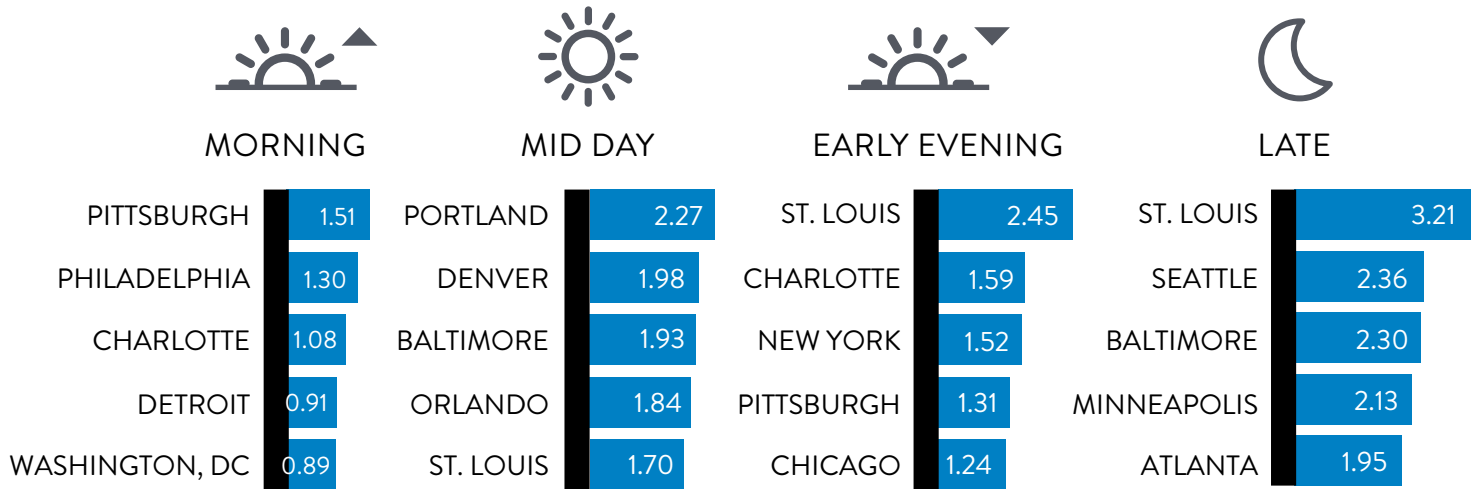 MORNING
PITTSBURGH 1.51
PHILADELPHIA 1.30
CHARLOTTE 1.08
DETROIT 0.91
WASHINGTON, DC 0.89
MID DAY
PORTLAND 2.27
DENVER 1.98
BALTIMORE 1.93
ORLANDO 1.84
ST. LOUIS 1.70
EARLY EVENING
ST. LOUIS 2.45
CHARLOTTE 1.59
NEW YORK 1.52
PITTSBURGH 1.31
CHICAGO 1.24
LATE
ST. LOUIS 3.21
SEATTLE 2.36
BALTIMORE 2.30
MINNEAPOLIS 2.13
ATLANTA 1.95